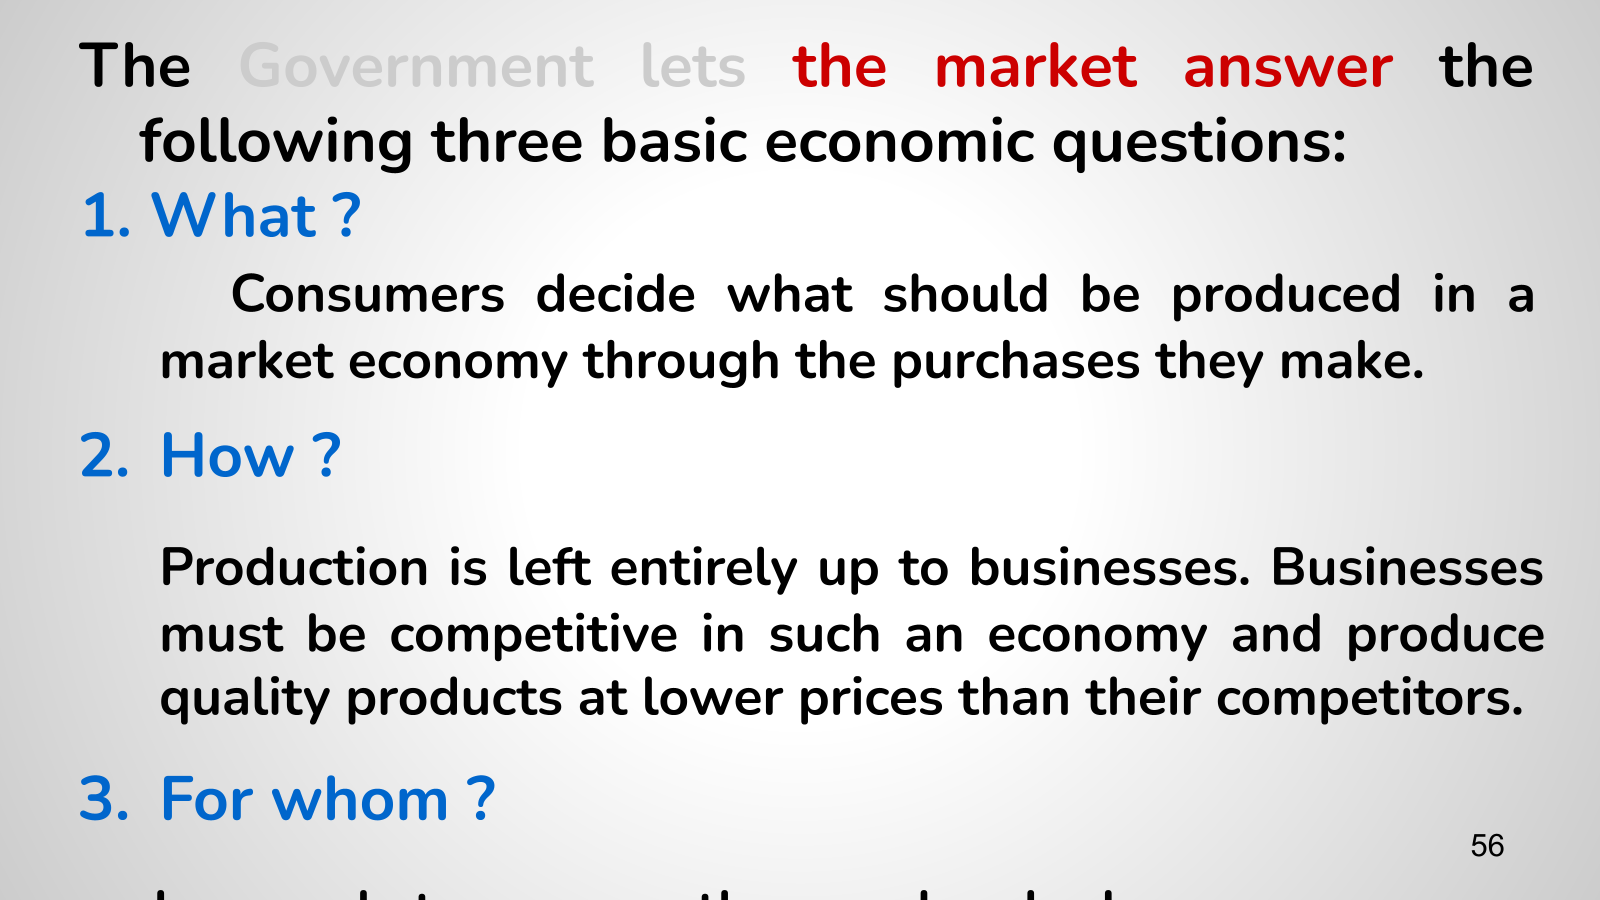 The Government lets the market answer the
following three basic economic questions:
1. What ?
Consumers decide what should be produced in a
market economy through the purchases they make.
2. How ?
Production is left entirely up to businesses. Businesses
must be competitive in such an economy and produce
quality products at lower prices than their competitors.
3. For whom ?
56